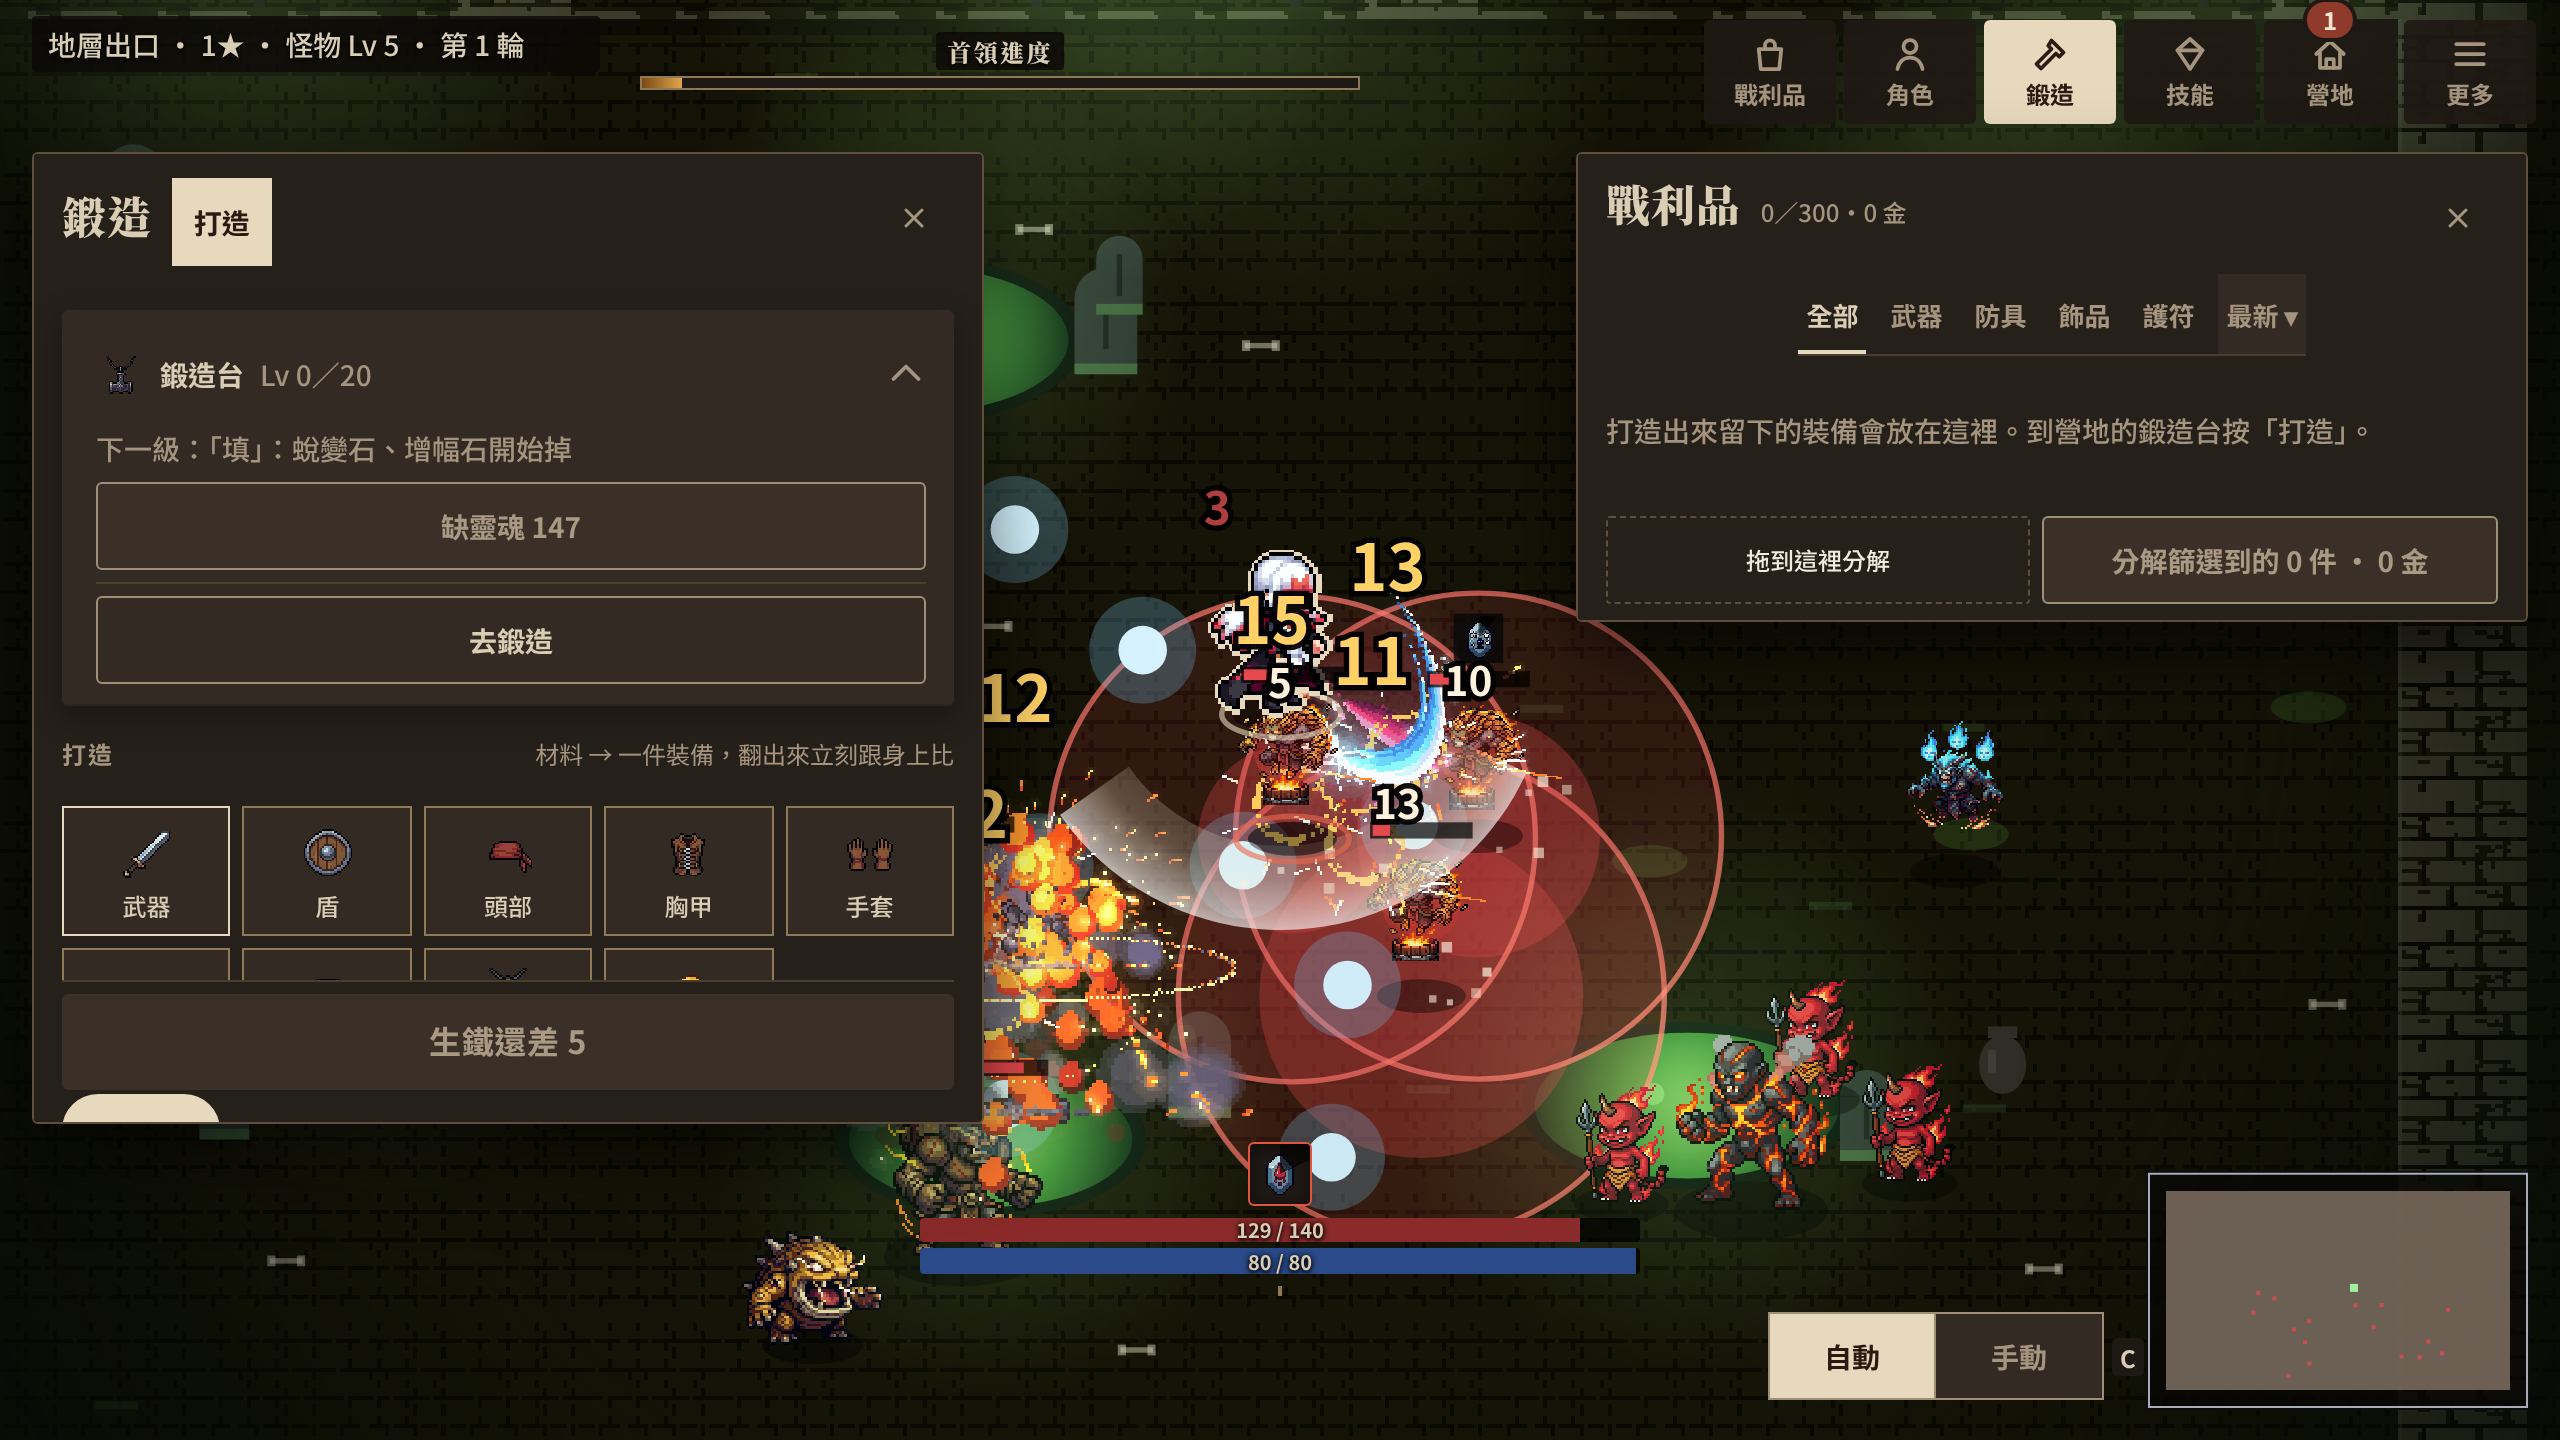 地層出口 · 1★ · 怪物 Lv 5 · 第 1 輪
首領進度
戰利品
角色
鍛造
技能
1
營地
更多
鍛造
打造
×
鍛造台 Lv 0／20
下一級：「填」：蛻變石、增幅石開始掉
缺靈魂 147
去鍛造
打造
材料 → 一件裝備，翻出來立刻跟身上比
武器
盾
頭部
胸甲
手套
生鐵還差 5
戰利品 0／300・0 金
×
全部
武器
防具
飾品
護符
最新 ▾
打造出來留下的裝備會放在這裡。到營地的鍛造台按「打造」。
拖到這裡分解
分解篩選到的 0 件 · 0 金
3
13
15
11
5
10
12
13
2
129 / 140
80 / 80
自動
手動
C